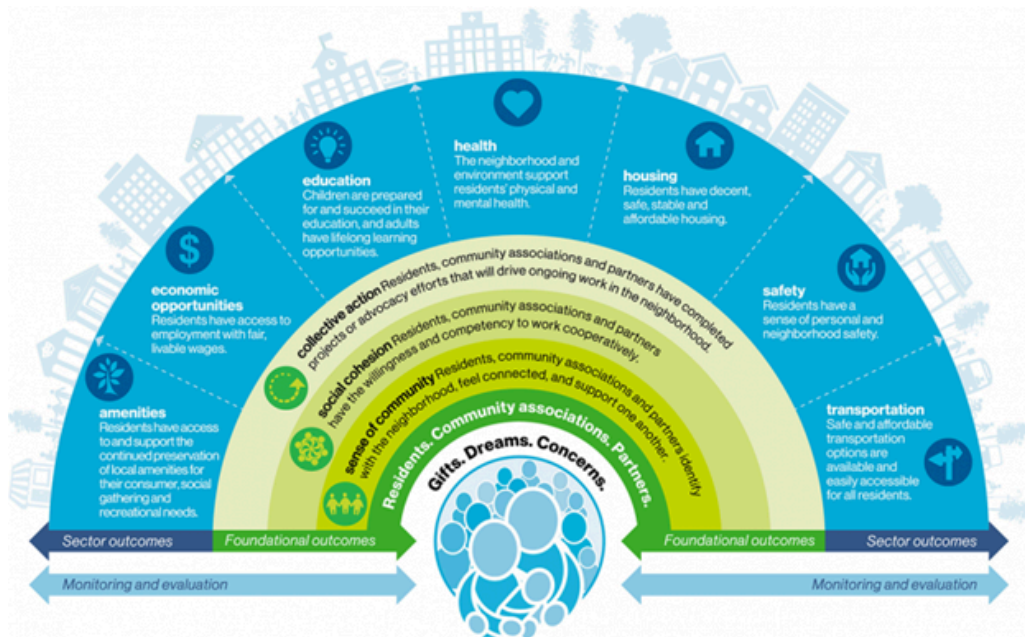 amenities
Residents have access
to and support the
continued preservation
of local amenities for
their consumer, social
gathering and
recreational needs.
economic
opportunities
Residents have access to
employment with fair,
livable wages.
education
Children are prepared
for and succeed in their
education, and adults
have lifelong learning
opportunities.
health
The neighborhood and
environment support
residents' physical and
mental health.
housing
Residents have decent,
safe, stable and
affordable housing.
safety
Residents have a
sense of personal and
neighborhood safety.
transportation
Safe and affordable
transportation
options are
available and
easily accessible
for all residents.
collective action Residents, community associations and partners have completed
projects or advocacy efforts that will drive ongoing work in the neighborhood.
social cohesion Residents, community associations and partners
have the willingness and competency to work cooperatively.
sense of community Residents, community associations and partners identify
with the neighborhood, feel connected, and support one another.
Residents. Community associations. Partners.
Gifts. Dreams. Concerns.
Sector outcomes
Foundational outcomes
Foundational outcomes
Sector outcomes
Monitoring and evaluation
Monitoring and evaluation